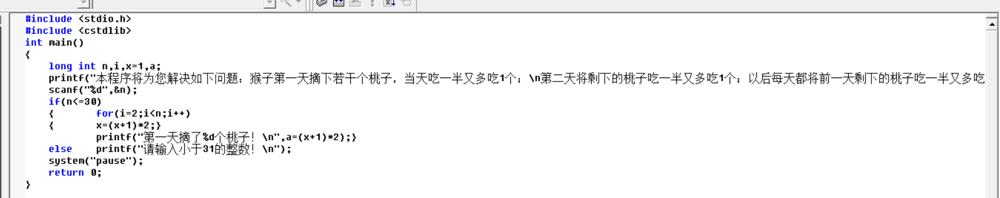 #include <stdio.h>
#include <cstdlib>
int main()
{
    long int n,i,x=1,a;
    printf("本程序将为您解决如下问题：猴子第一天摘下若干个桃子，当天吃一半又多吃1个；\n第二天将剩下的桃子吃一半又多吃1个；以后每天都将前一天剩下的桃子吃一半又多吃
    scanf("%d",&n);
    if(n<=30)
    {       for(i=2;i<n;i++)
    {       x=(x+1)*2;}
            printf("第一天摘了%d个桃子！\n",a=(x+1)*2);}
    else    printf("请输入小于31的整数！\n");
    system("pause");
    return 0;
}